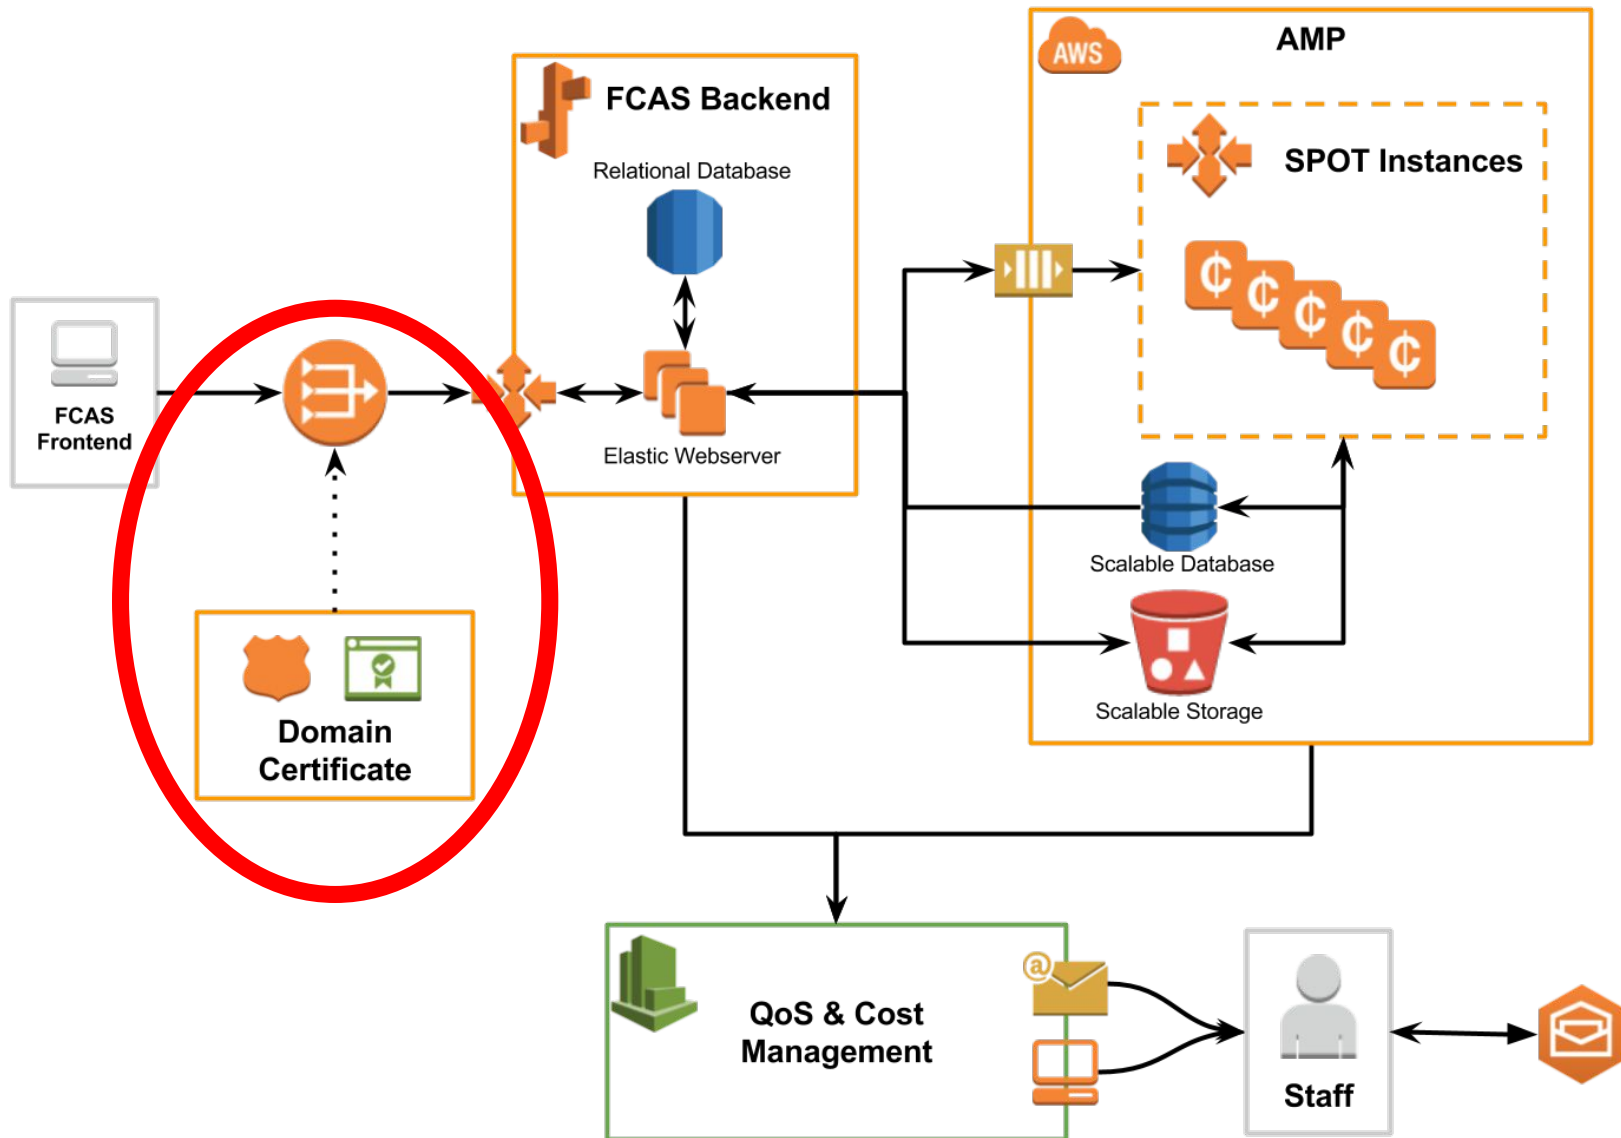 AWS
AMP
FCAS Backend
Relational Database
SPOT Instances
¢ ¢ ¢ ¢ ¢
FCAS
Frontend
Elastic Webserver
Scalable Database
Scalable Storage
Domain
Certificate
@
QoS & Cost
Management
Staff